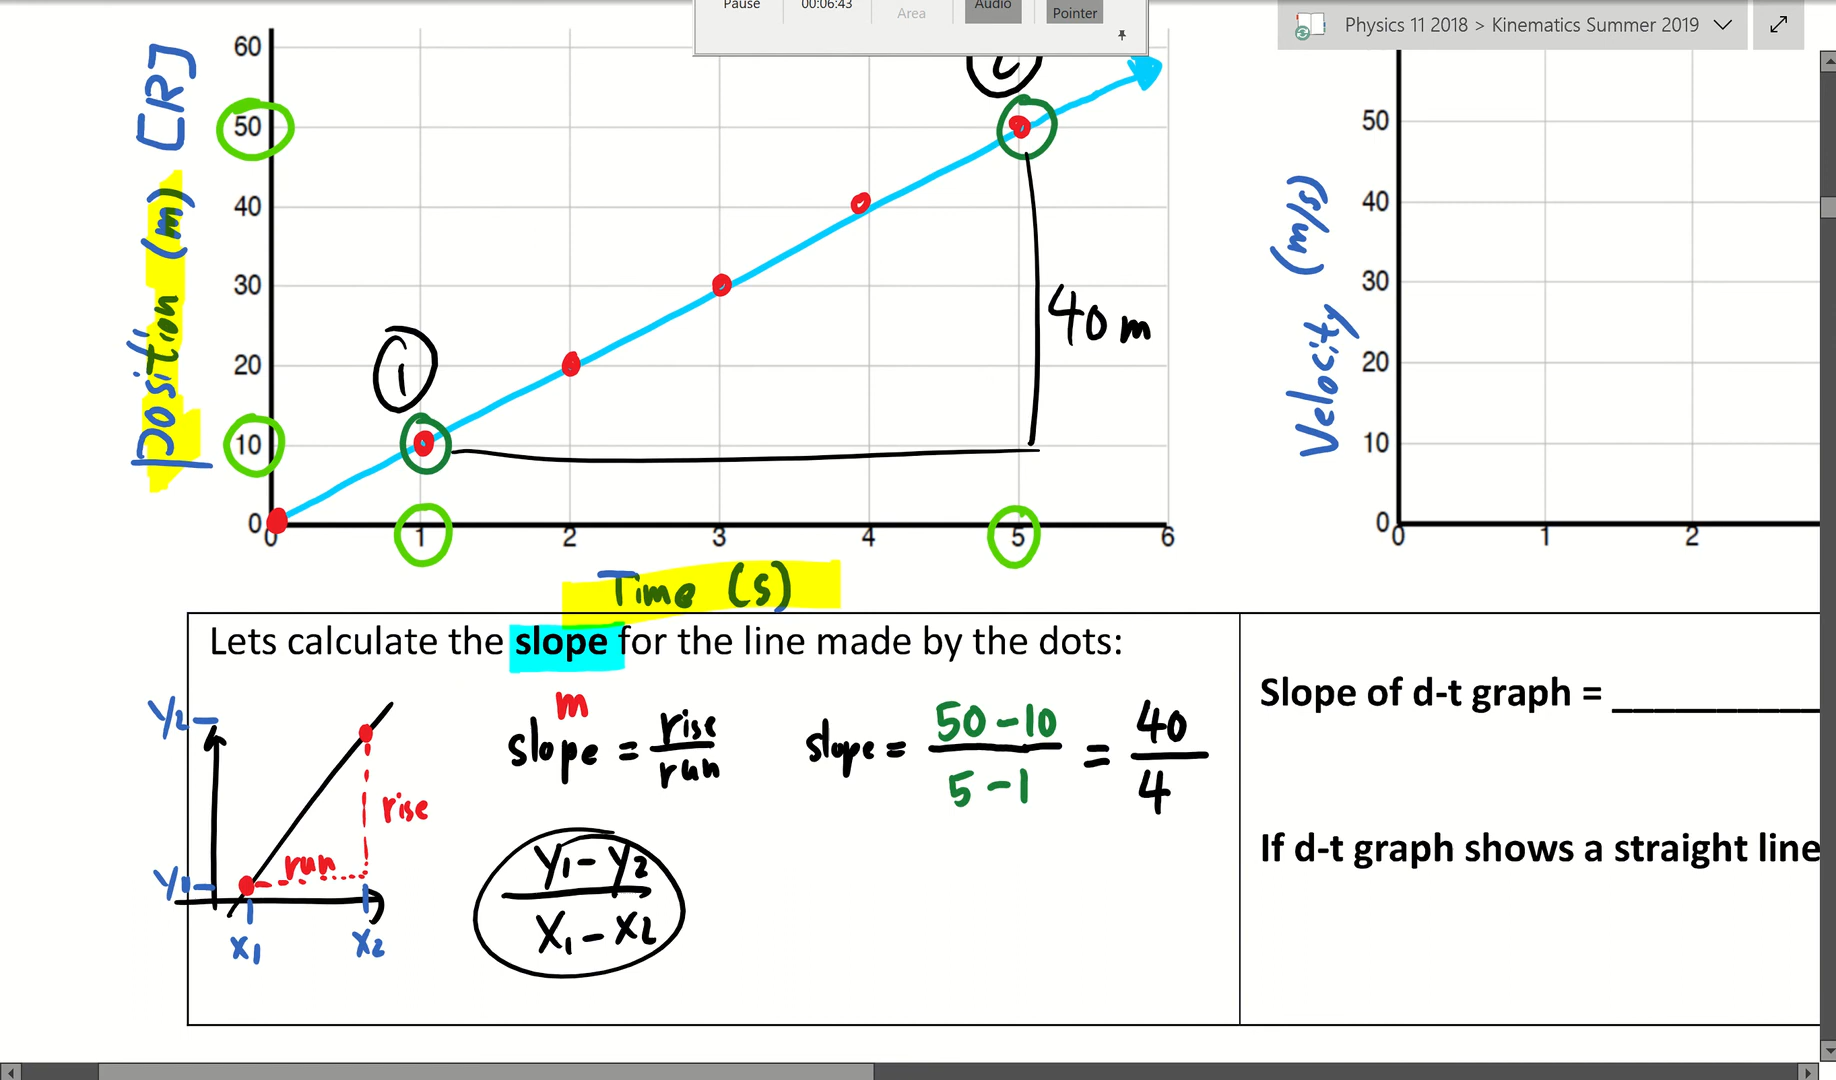 Pause
00:06:43
Area
Audio
Pointer
Physics 11 2018 > Kinematics Summer 2019
Position (m) [R]
60
50
40
30
20
10
0
0 1 2 3 4 5 6
Time (s)
1
40 m
Velocity (m/s)
50
40
30
20
10
0
0 1 2
Lets calculate the slope for the line made by the dots:
m
slope = rise/run
slope = 50-10/5-1 = 40/4
Y2
Y1
rise
run
X1 X2
Y1 - Y2
X1 - X2
Slope of d-t graph = __________
If d-t graph shows a straight line